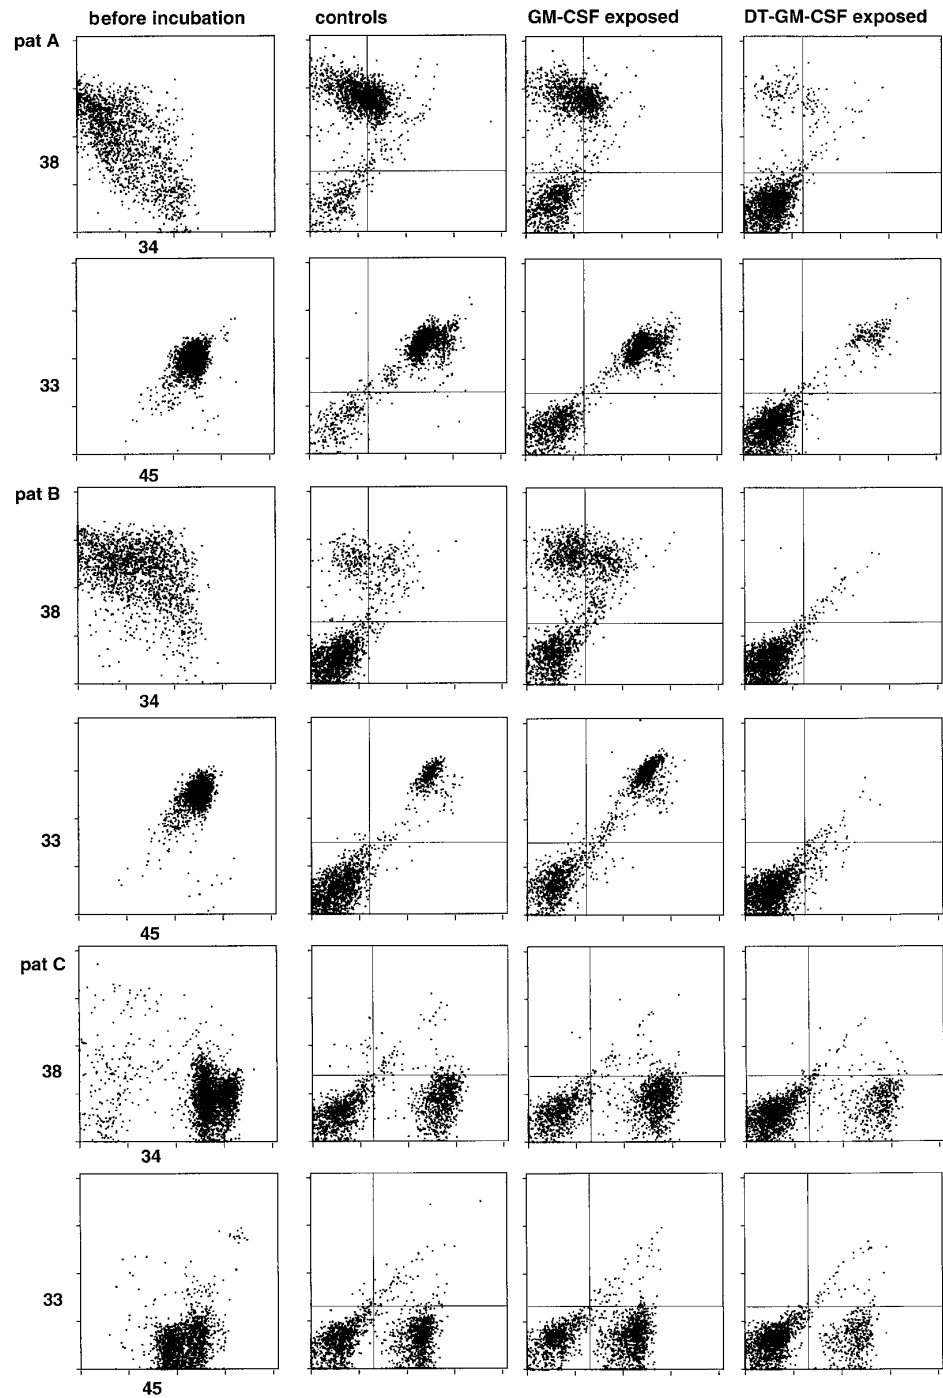 before incubation
controls
GM-CSF exposed
DT-GM-CSF exposed
pat A
38
34
33
45
pat B
38
34
33
45
pat C
38
34
33
45